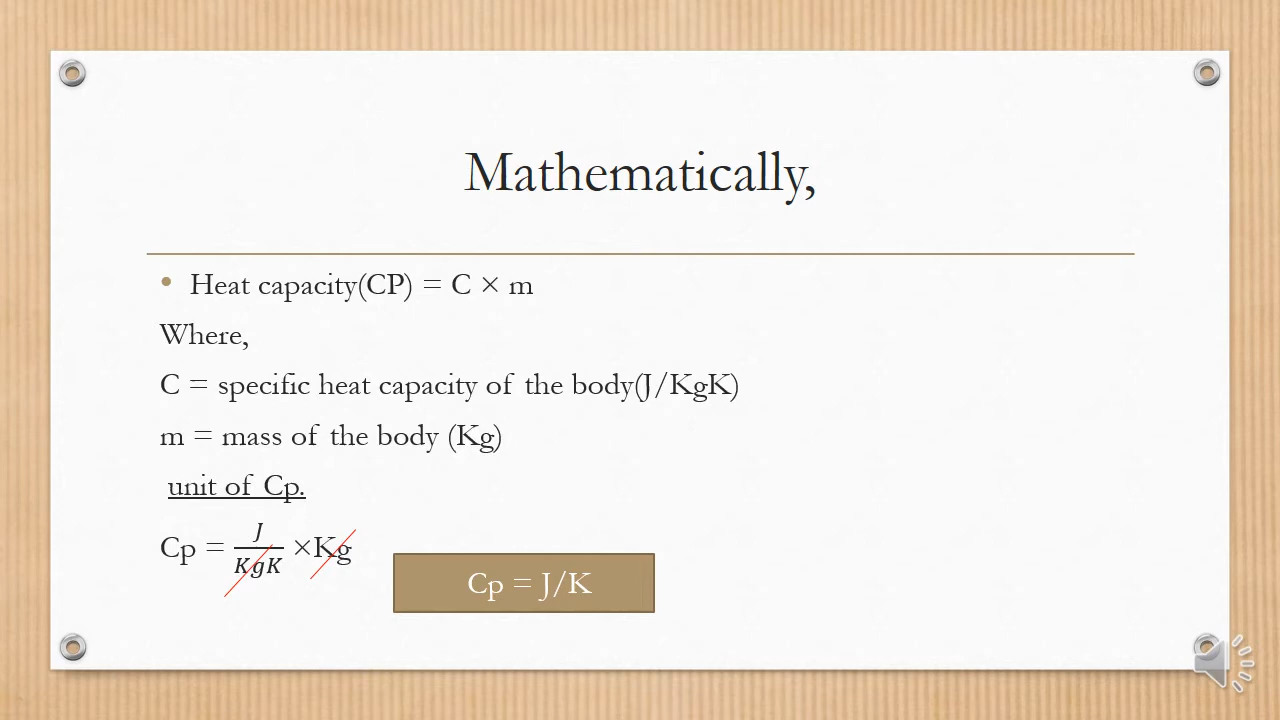 Mathematically,
• Heat capacity(CP) = C × m
Where,
C = specific heat capacity of the body(J/KgK)
m = mass of the body (Kg)
unit of Cp.
Cp = J/KgK ×Kg
Cp = J/K